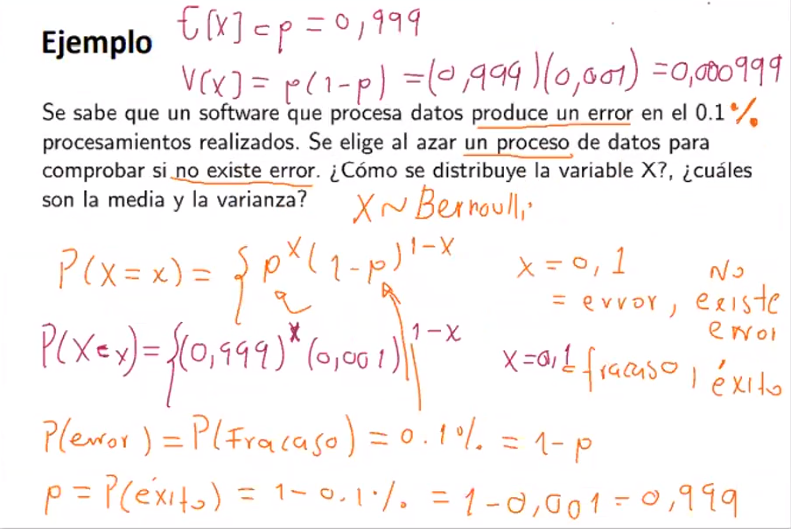 Ejemplo
E[X] = p = 0,999
V(X) = p(1-p) = (0,999)(0,001) = 0,000999
Se sabe que un software que procesa datos produce un error en el 0.1 %
procesamientos realizados. Se elige al azar un proceso de datos para
comprobar si no existe error. ¿Cómo se distribuye la variable X?, ¿cuáles
son la media y la varianza?
X ~ Bernoulli
P(X=x) = { p^x (1-p)^1-x
x = 0, 1
= error, No existe error
P(X=x) = { (0,999)^x (0,001)^1-x
x=0,1
= fracaso, éxito
P(error) = P(Fracaso) = 0.1% = 1-p
p = P(éxito) = 1-0.1% = 1-0,001 = 0,999